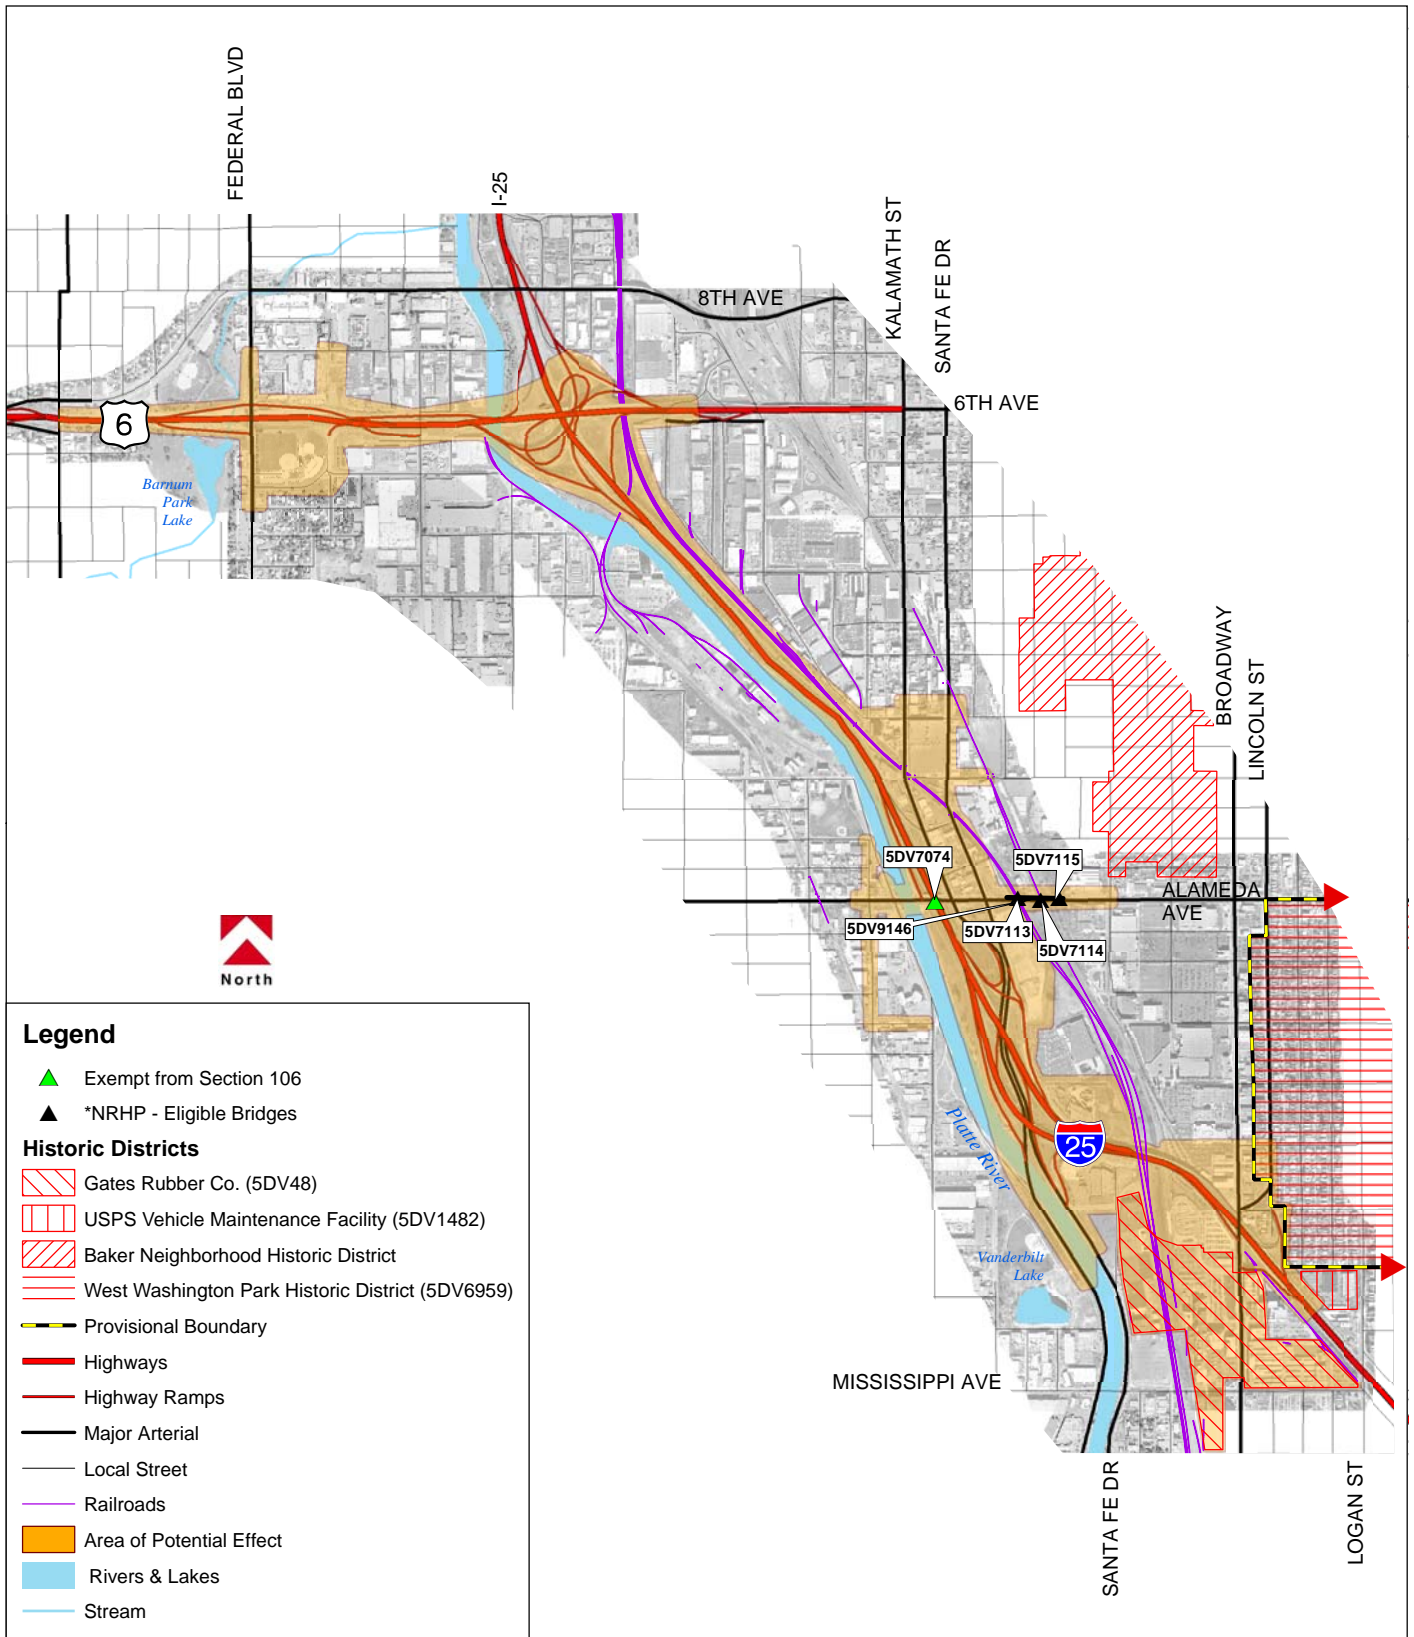 FEDERAL BLVD
I-25
KALAMATH ST
SANTA FE DR
8TH AVE
6TH AVE
6
Barnum
Park
Lake
BROADWAY
LINCOLN ST
5DV7074
5DV7115
ALAMEDA
AVE
5DV9146
5DV7113
5DV7114
North
Platte River
25
Vanderbilt
Lake
MISSISSIPPI AVE
SANTA FE DR
LOGAN ST
Legend
Exempt from Section 106
*NRHP - Eligible Bridges
Historic Districts
Gates Rubber Co. (5DV48)
USPS Vehicle Maintenance Facility (5DV1482)
Baker Neighborhood Historic District
West Washington Park Historic District (5DV6959)
Provisional Boundary
Highways
Highway Ramps
Major Arterial
Local Street
Railroads
Area of Potential Effect
Rivers & Lakes
Stream